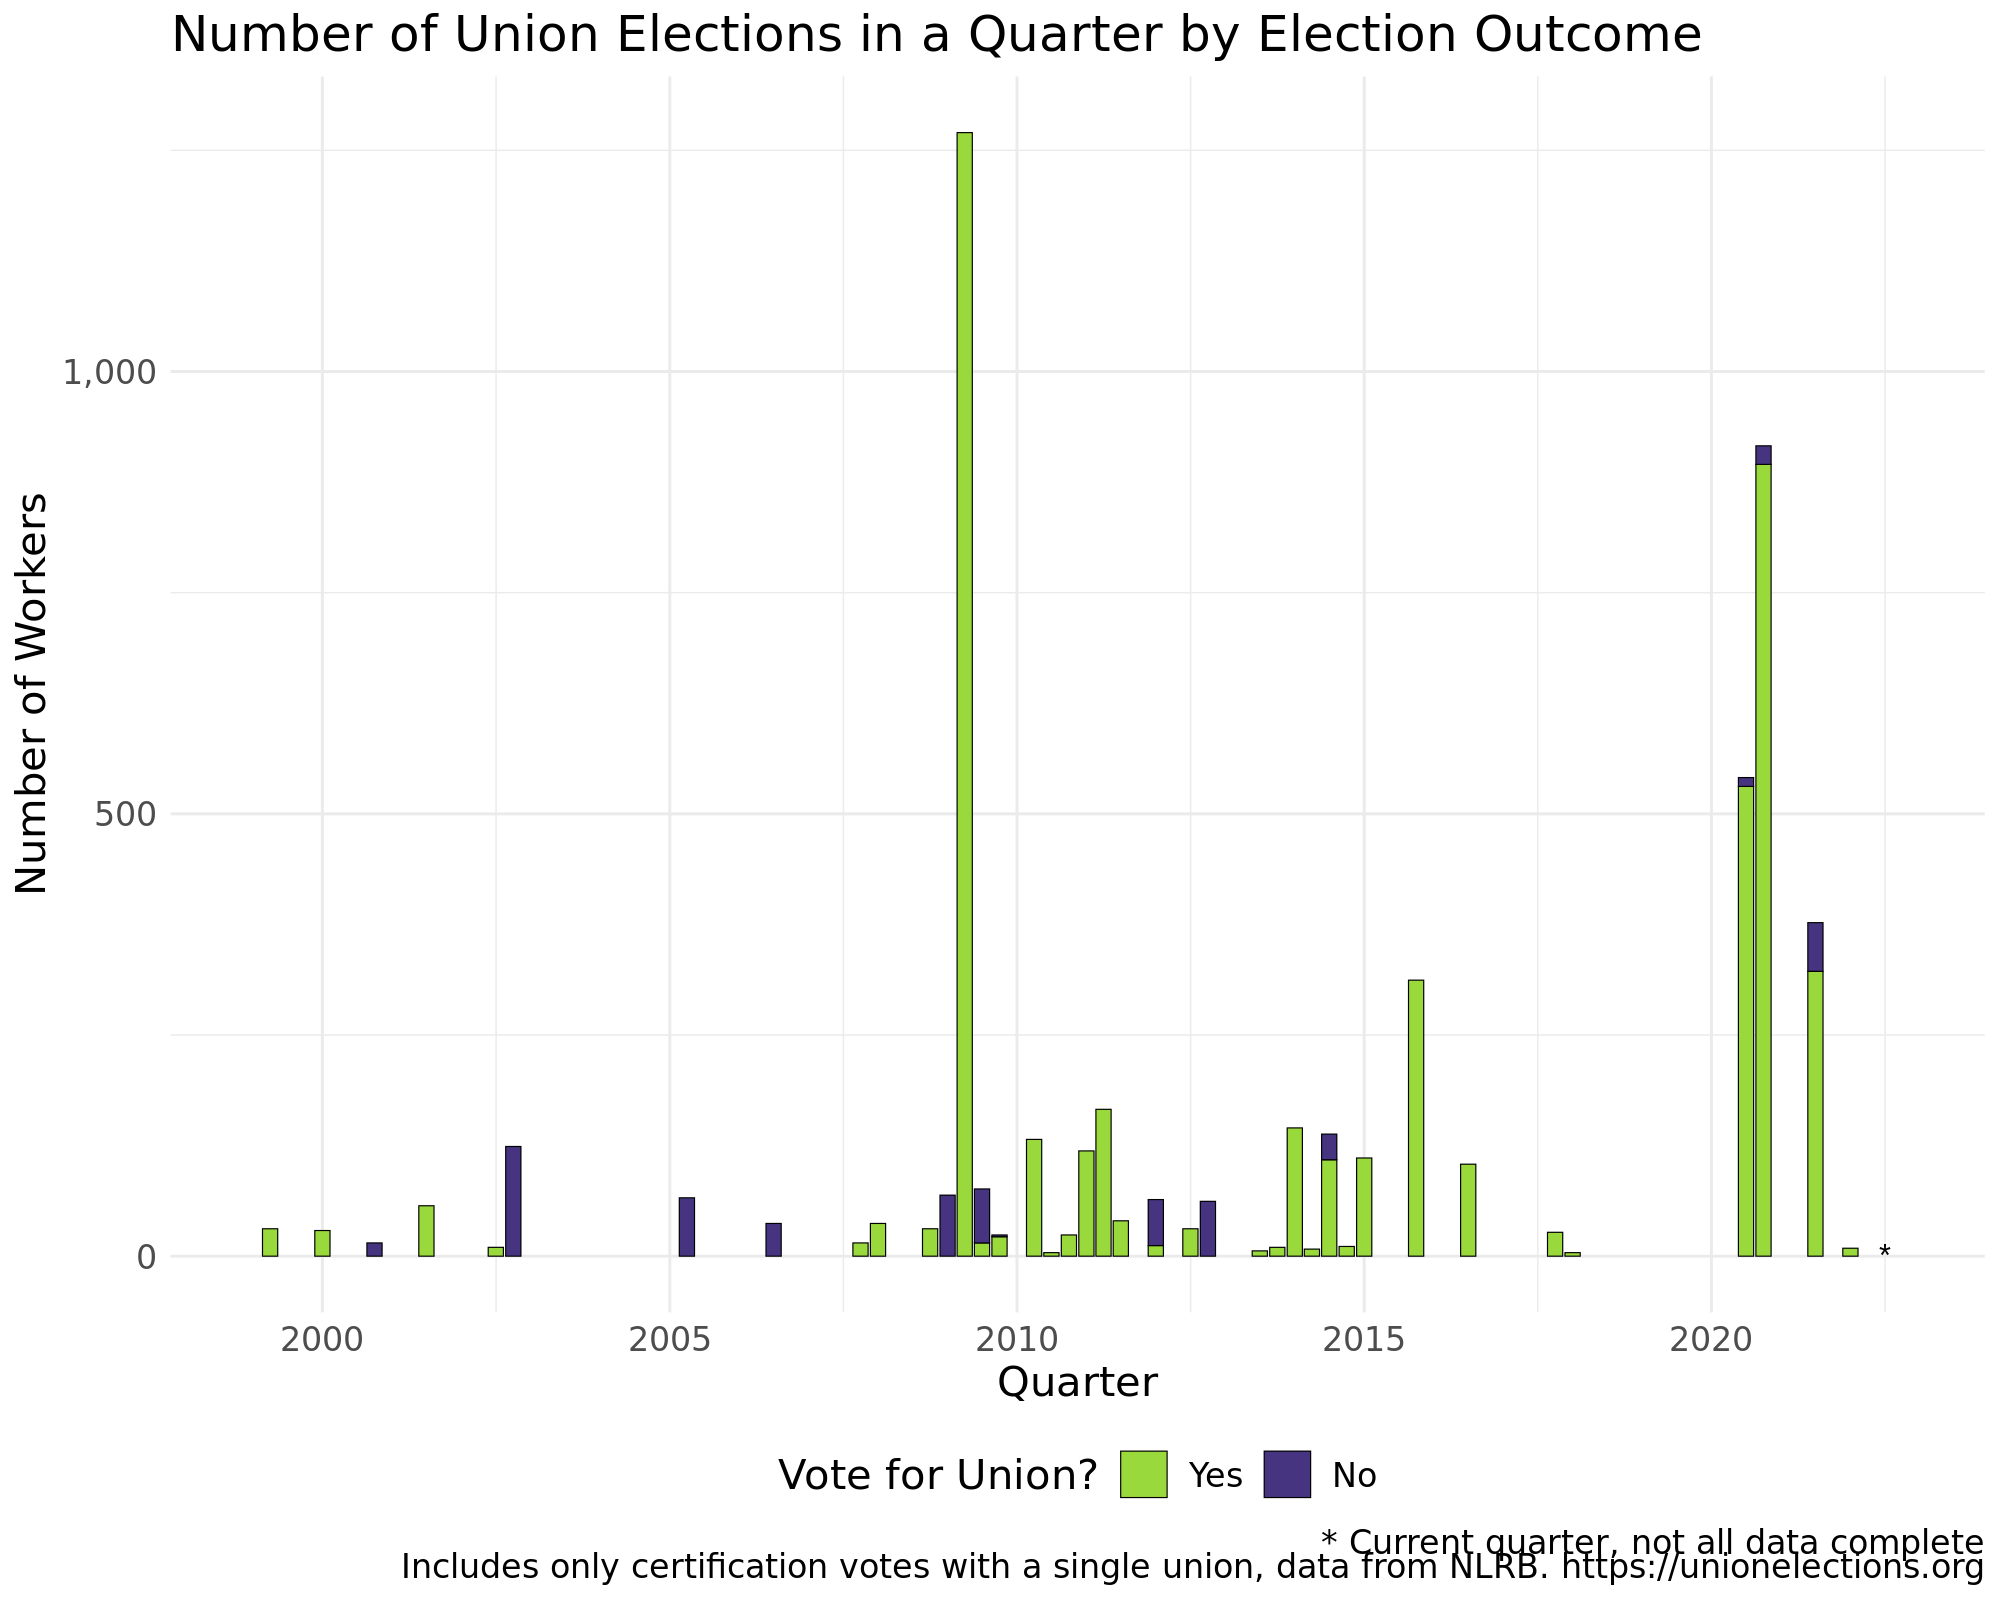 Number of Union Elections in a Quarter by Election Outcome
Number of Workers
1,000
500
0
*
2000 2005 2010 2015 2020
Quarter
Vote for Union? Yes No
* Current quarter, not all data complete
Includes only certification votes with a single union, data from NLRB. https://unionelections.org